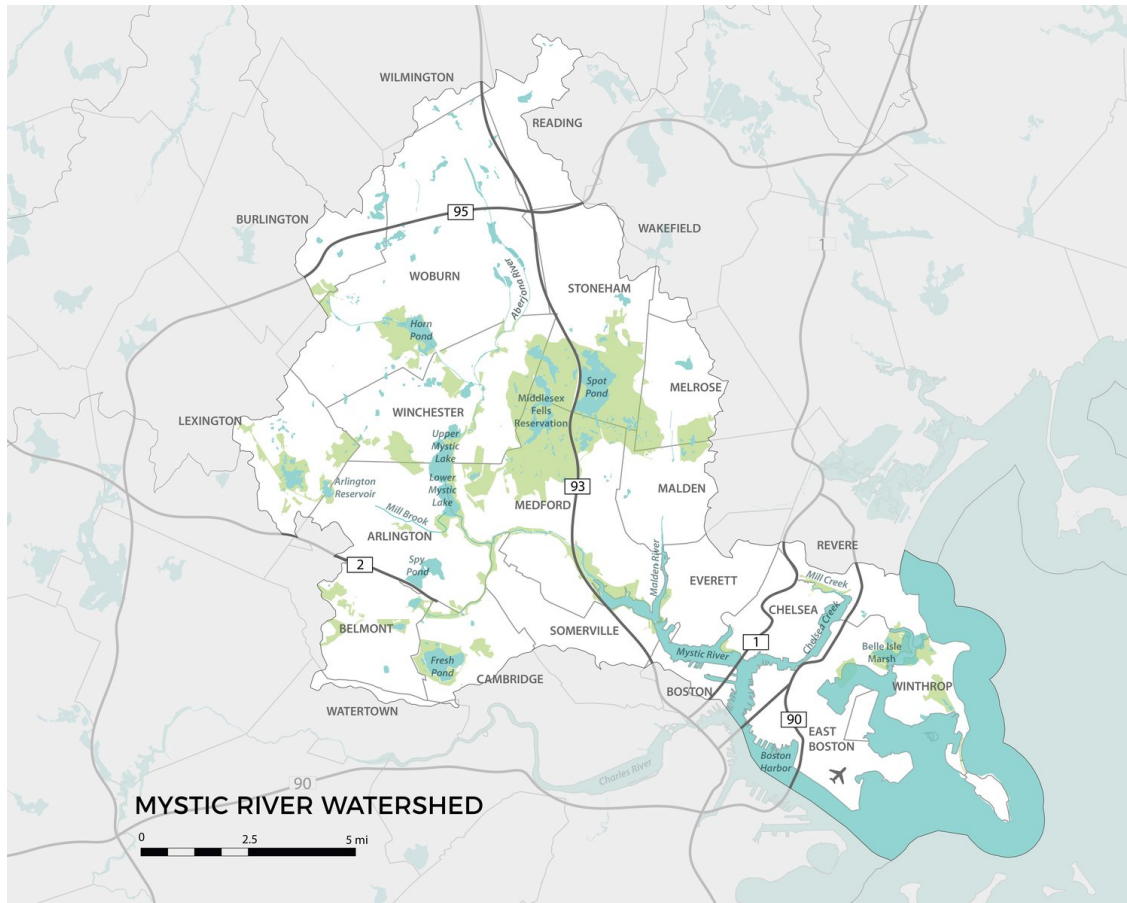 WILMINGTON
READING
95
BURLINGTON
WAKEFIELD
1
WOBURN
Aberjona River
STONEHAM
Horn
Pond
Spot
Pond
MELROSE
Middlesex
Fells
Reservation
WINCHESTER
LEXINGTON
Upper
Mystic
Lake
Lower
Mystic
Lake
Arlington
Reservoir
93
MALDEN
MEDFORD
Mill Brook
ARLINGTON
REVERE
2
Spy
Pond
Malden River
EVERETT
Mill Creek
CHELSEA
Chelsea Creek
BELMONT
SOMERVILLE
1
Mystic River
Belle Isle
Marsh
Fresh
Pond
CAMBRIDGE
BOSTON
WINTHROP
WATERTOWN
90
EAST
BOSTON
Boston
Harbor
Charles River
90
MYSTIC RIVER WATERSHED
0 2.5 5 mi